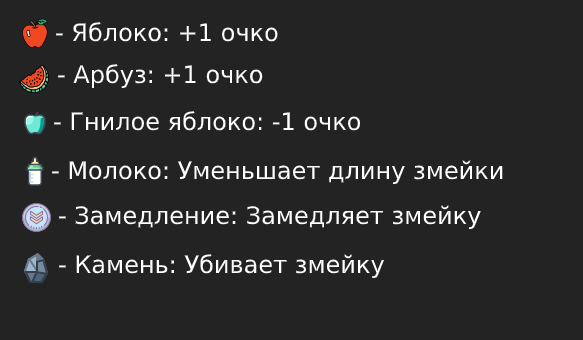 - Яблоко: +1 очко
- Арбуз: +1 очко
- Гнилое яблоко: -1 очко
- Молоко: Уменьшает длину змейки
- Замедление: Замедляет змейку
- Камень: Убивает змейку